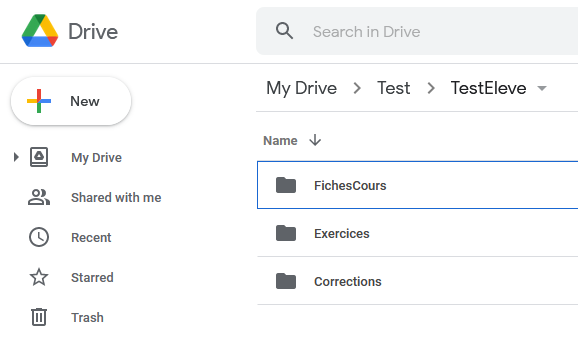 Drive
Search in Drive
New
My Drive
Shared with me
Recent
Starred
Trash
My Drive > Test > TestEleve
Name
FichesCours
Exercices
Corrections